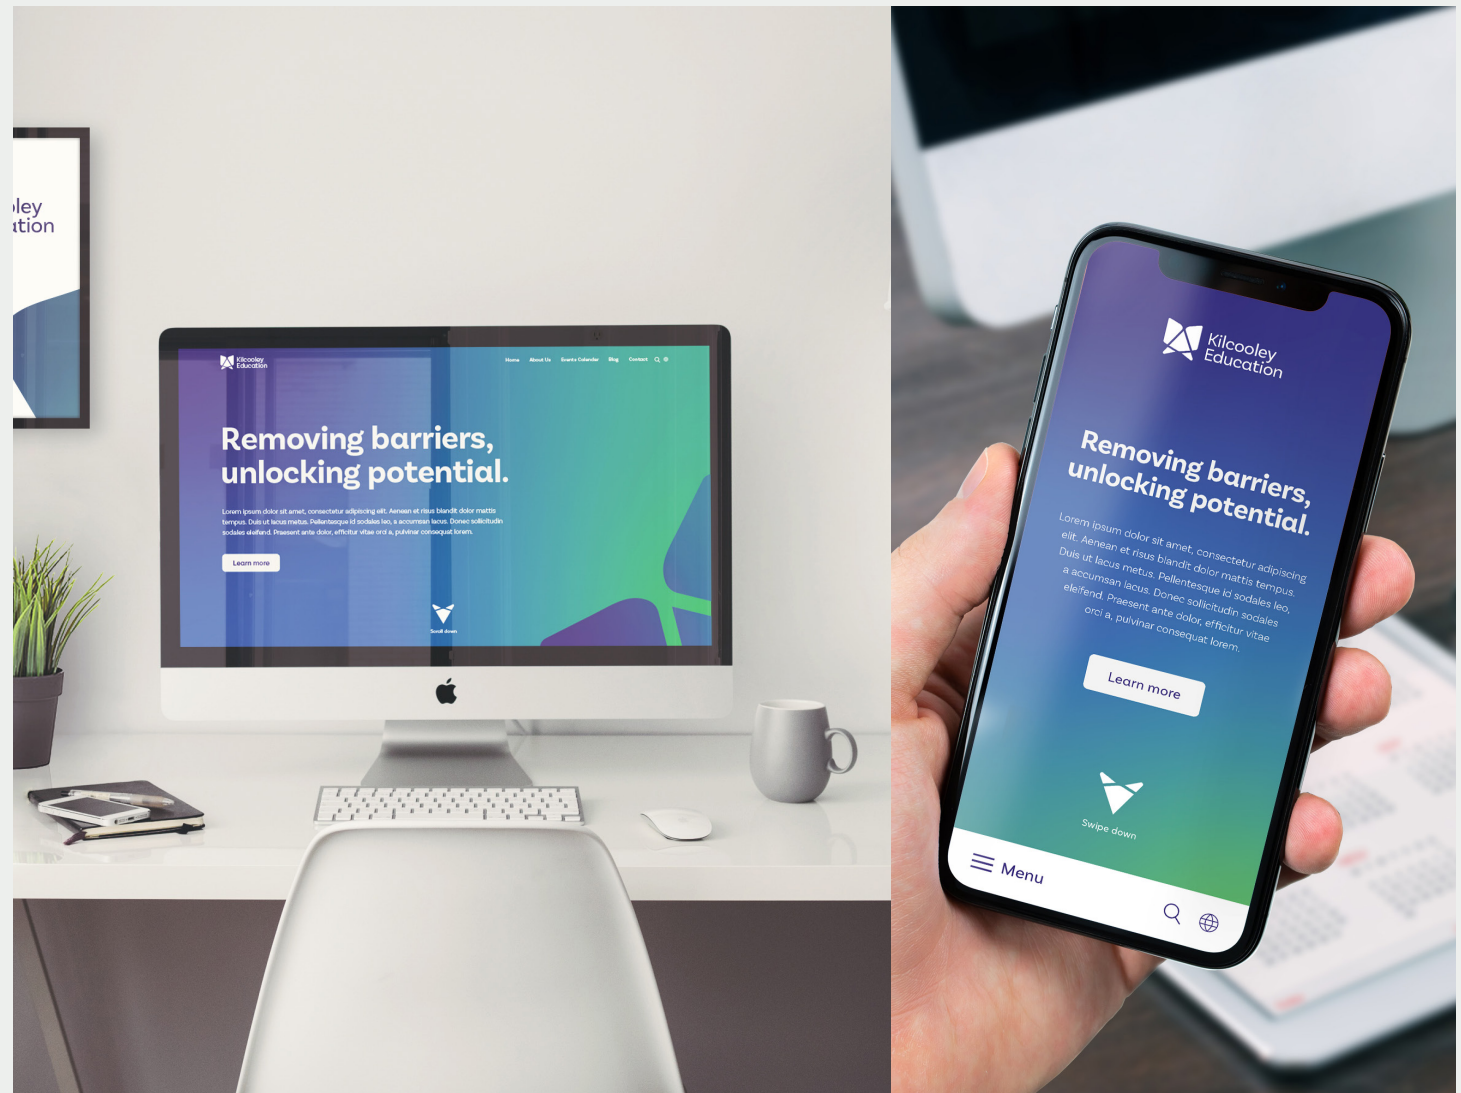 oley
ation
Kilcooley
Education
Home About Us Events Calendar Blog Contact
Removing barriers,
unlocking potential.
Lorem ipsum dolor sit amet, consectetur adipiscing elit. Aenean et risus blandit dolor mattis
tempus. Duis ut lacus metus. Pellentesque id sodales leo, a accumsan lacus. Donec sollicitudin
sodales eleifend. Praesent ante dolor, efficitur vitae orci a, pulvinar consequat lorem.
Learn more
Scroll down
Kilcooley
Education
Removing barriers,
unlocking potential.
Lorem ipsum dolor sit amet, consectetur adipiscing
elit. Aenean et risus blandit dolor mattis tempus.
Duis ut lacus metus. Pellentesque id sodales leo,
a accumsan lacus. Donec sollicitudin sodales
eleifend. Praesent ante dolor, efficitur vitae
orci a, pulvinar consequat lorem.
Learn more
Swipe down
Menu